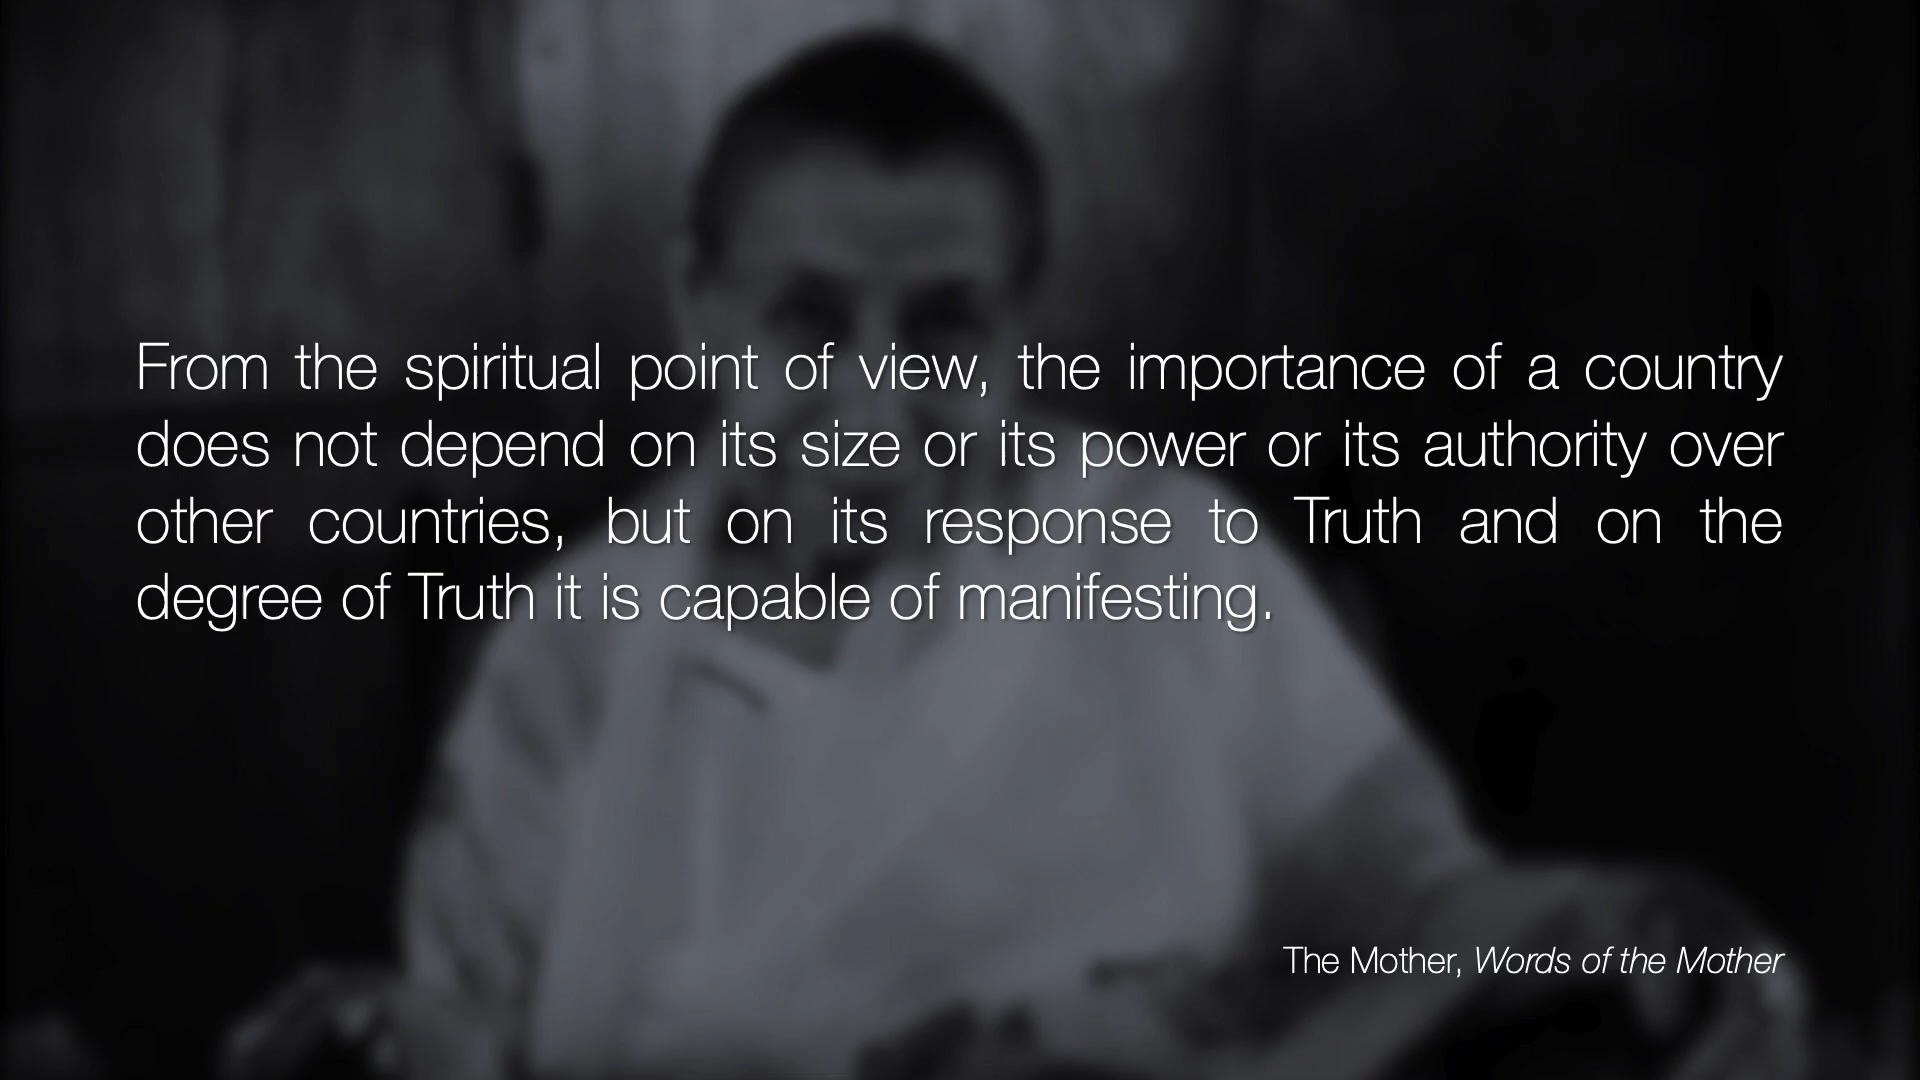 From the spiritual point of view, the importance of a country
does not depend on its size or its power or its authority over
other countries, but on its response to Truth and on the
degree of Truth it is capable of manifesting.
The Mother, Words of the Mother